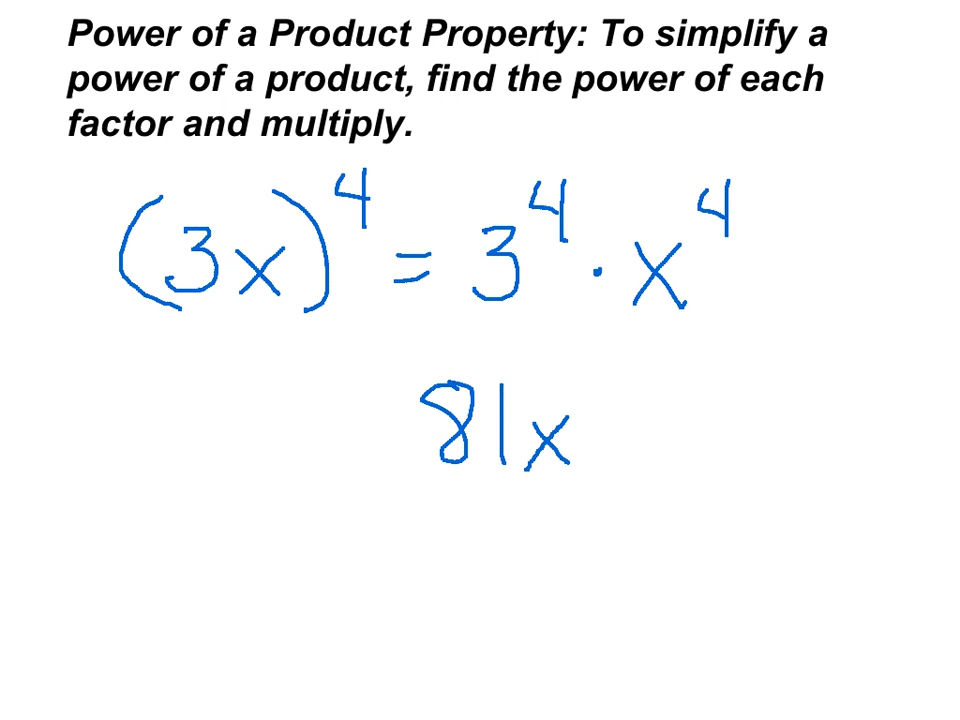 Power of a Product Property: To simplify a
power of a product, find the power of each
factor and multiply.
(3x)⁴ = 3⁴ · x⁴
81x